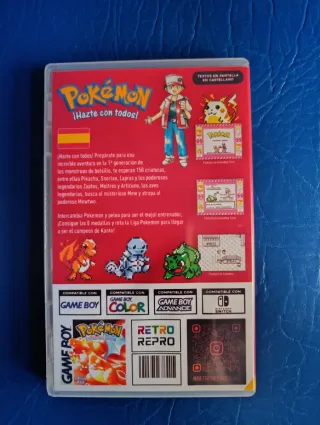 TEXTOS EN PANTALLA
EN CASTELLANO
POKéMON
¡Hazte con todos!
¡Hazte con todos! Prepárate para una
increíble aventura en la 1ª generación de
los monstruos de bolsillo, te esperan 150 criaturas,
entre ellas Pikachu, Snorlax, Lapras y los poderosos
legendarios Zapdos, Moltres y Articuno, las aves
legendarias, busca al misterioso Mew y atrapa al
poderoso Mewtwo.
Intercambia Pokemon y pelea para ser el mejor entrenador.
¡Consigue las 8 medallas y reta la Liga Pokemon para llegar
a ser el campeón de Kanto!
COMPATIBLE CON
GAME BOY
COMPATIBLE CON
GAME BOY
COLOR
COMPATIBLE CON
GAME BOY
ADVANCE
COMPATIBLE CON
SWITCH
GAME BOY
POKéMON
RETRO
REPRO